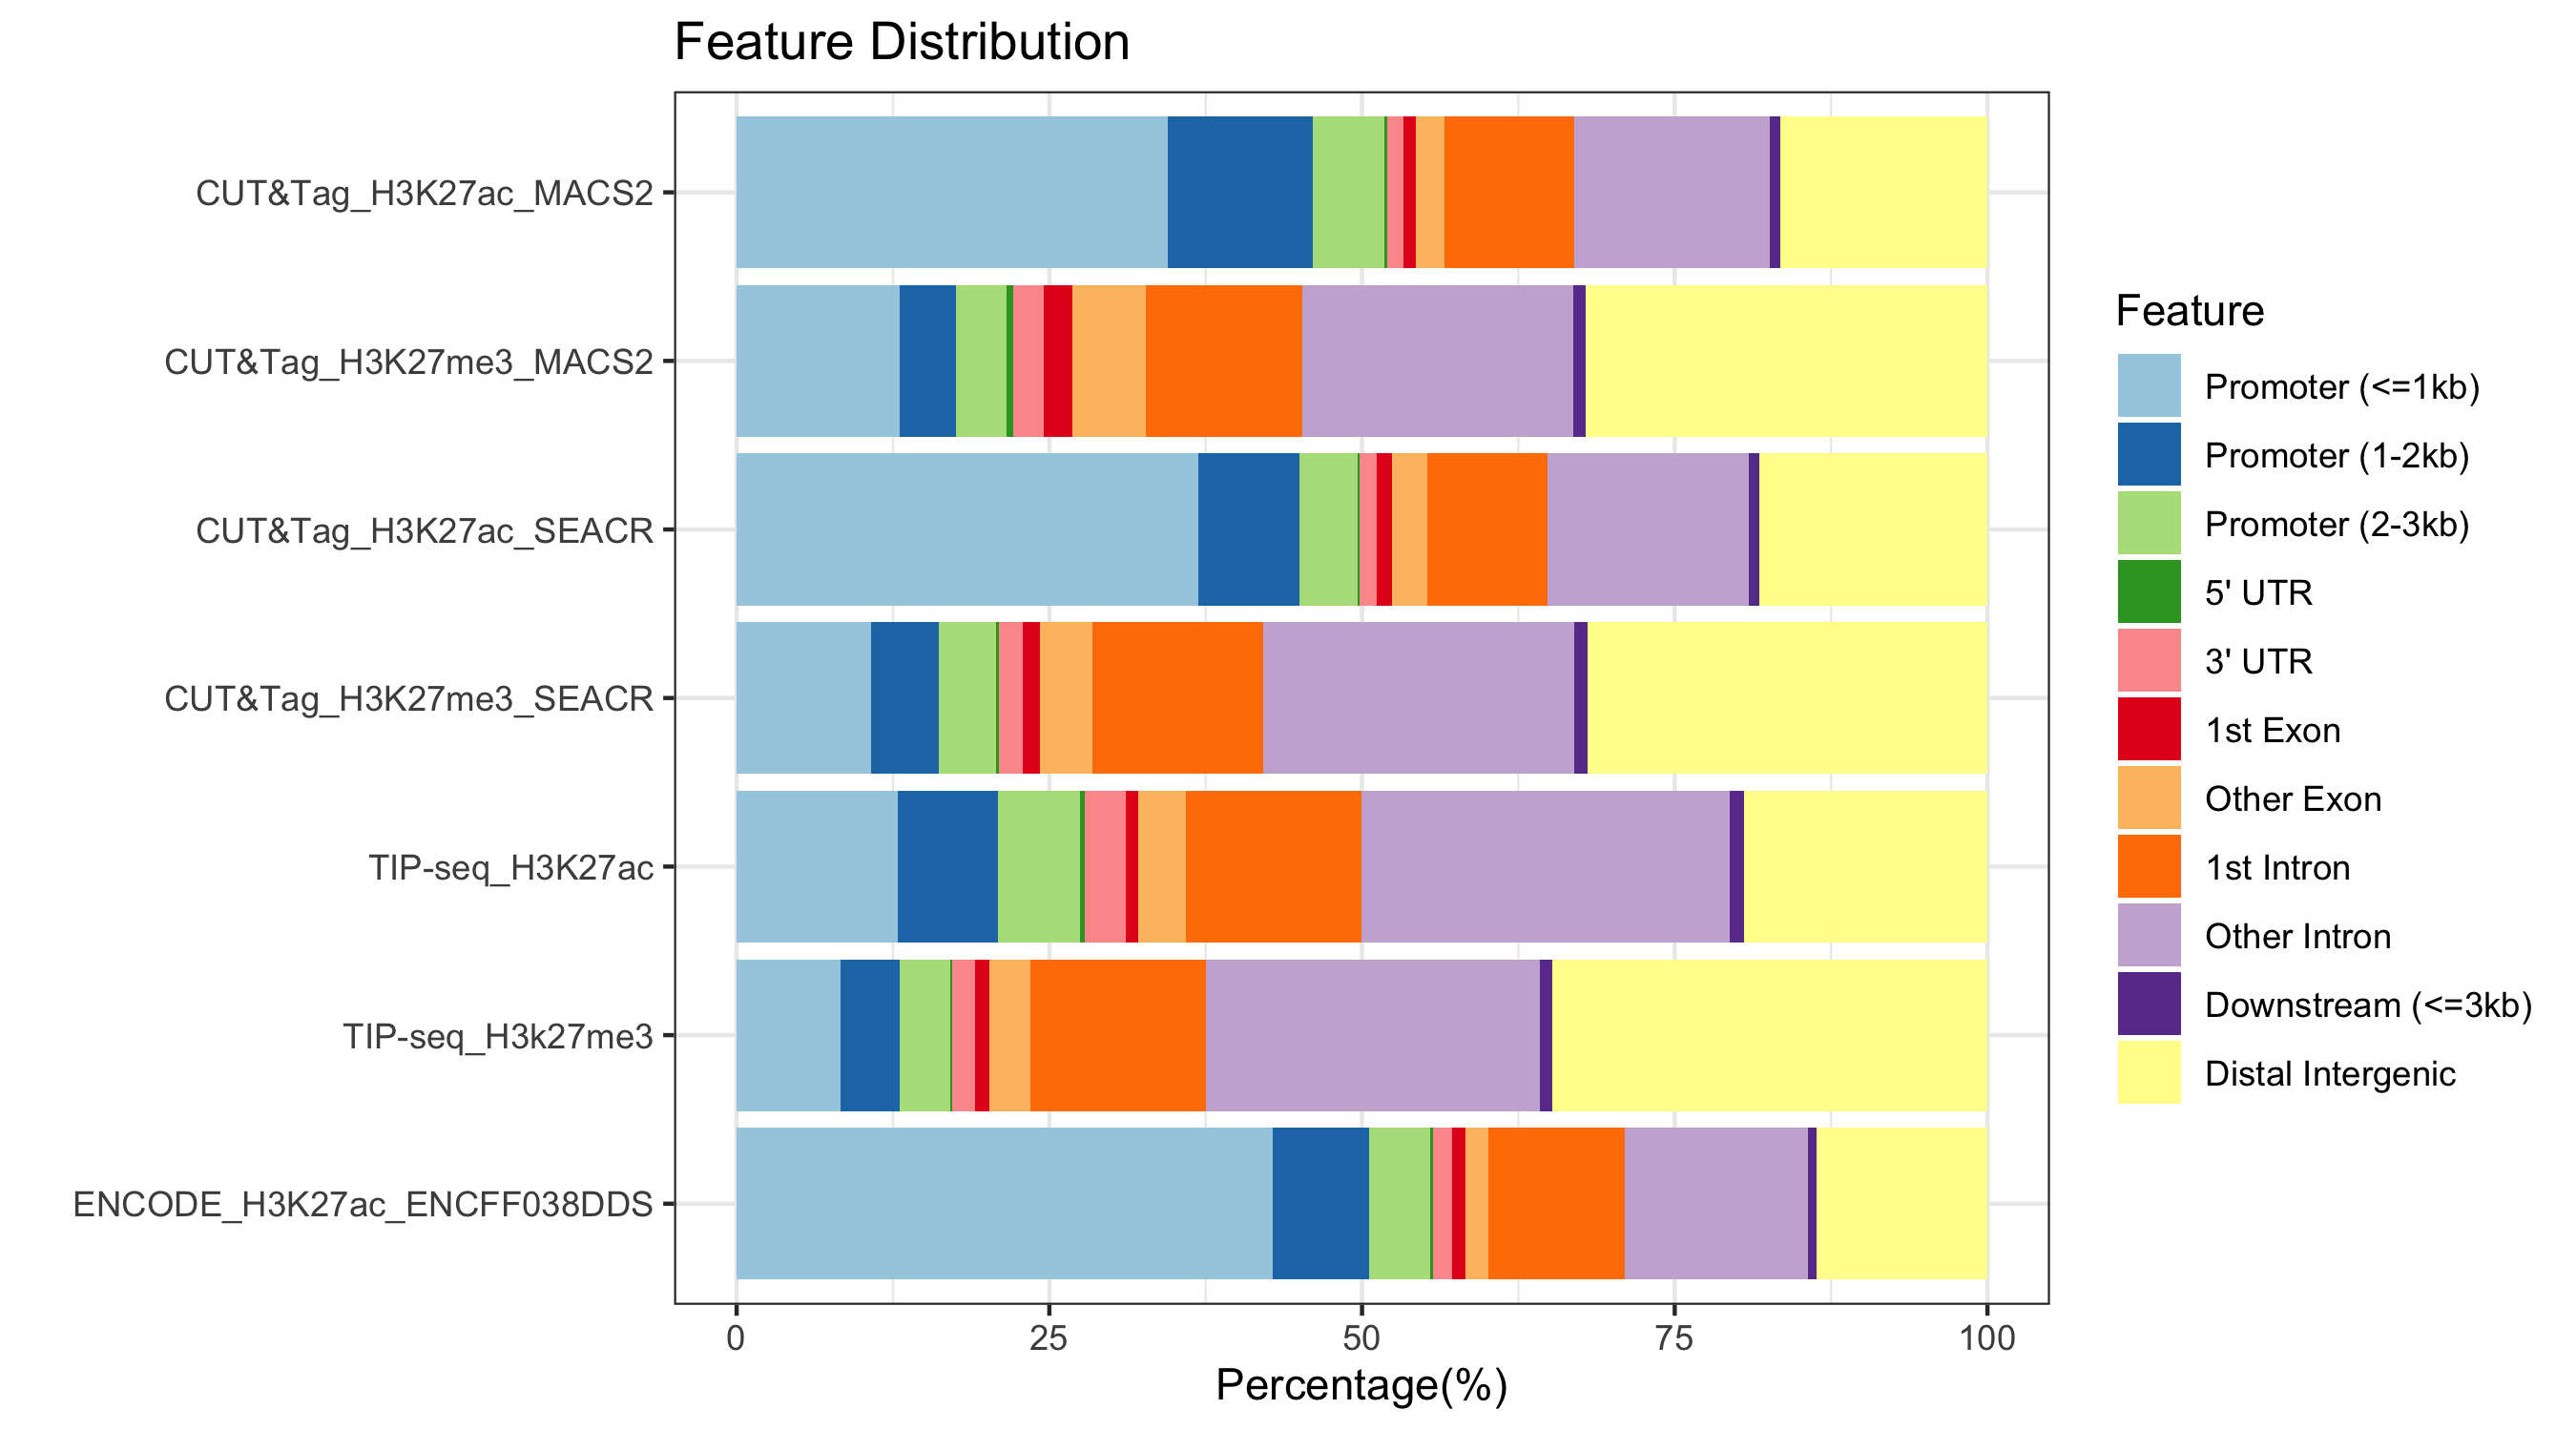 Feature Distribution
CUT&Tag_H3K27ac_MACS2
CUT&Tag_H3K27me3_MACS2
CUT&Tag_H3K27ac_SEACR
CUT&Tag_H3K27me3_SEACR
TIP-seq_H3K27ac
TIP-seq_H3k27me3
ENCODE_H3K27ac_ENCFF038DDS
0 25 50 75 100
Percentage(%)
Feature
Promoter (<=1kb)
Promoter (1-2kb)
Promoter (2-3kb)
5' UTR
3' UTR
1st Exon
Other Exon
1st Intron
Other Intron
Downstream (<=3kb)
Distal Intergenic